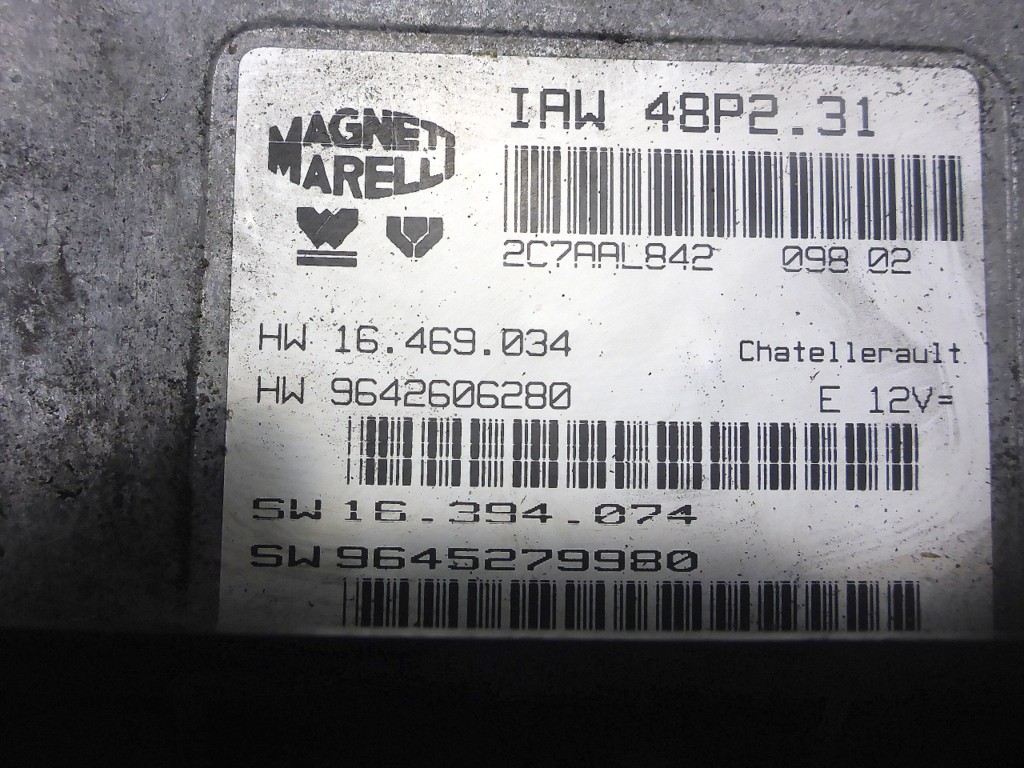 MAGNETI
MARELLI
IAW 48P2.31
2C7AAL842 098 02
HW 16.469.034
Chatellerault
HW 9642606280
E 12V=
SW 16.394.074
SW 9645279980